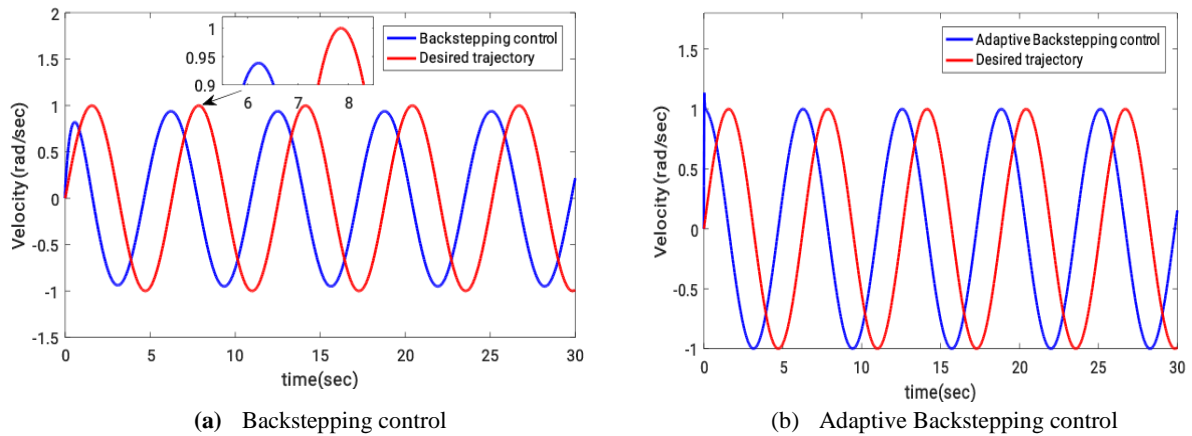 2
1.5
1
0.5
0
-0.5
-1
-1.5
Velocity (rad/sec)
1
0.95
0.9
6 7 8
Backstepping control
Desired trajectory
0 5 10 15 20 25 30
time(sec)
(a) Backstepping control
1.5
1
0.5
0
-0.5
-1
Velocity (rad/sec)
Adaptive Backstepping control
Desired trajectory
0 5 10 15 20 25 30
time(sec)
(b) Adaptive Backstepping control